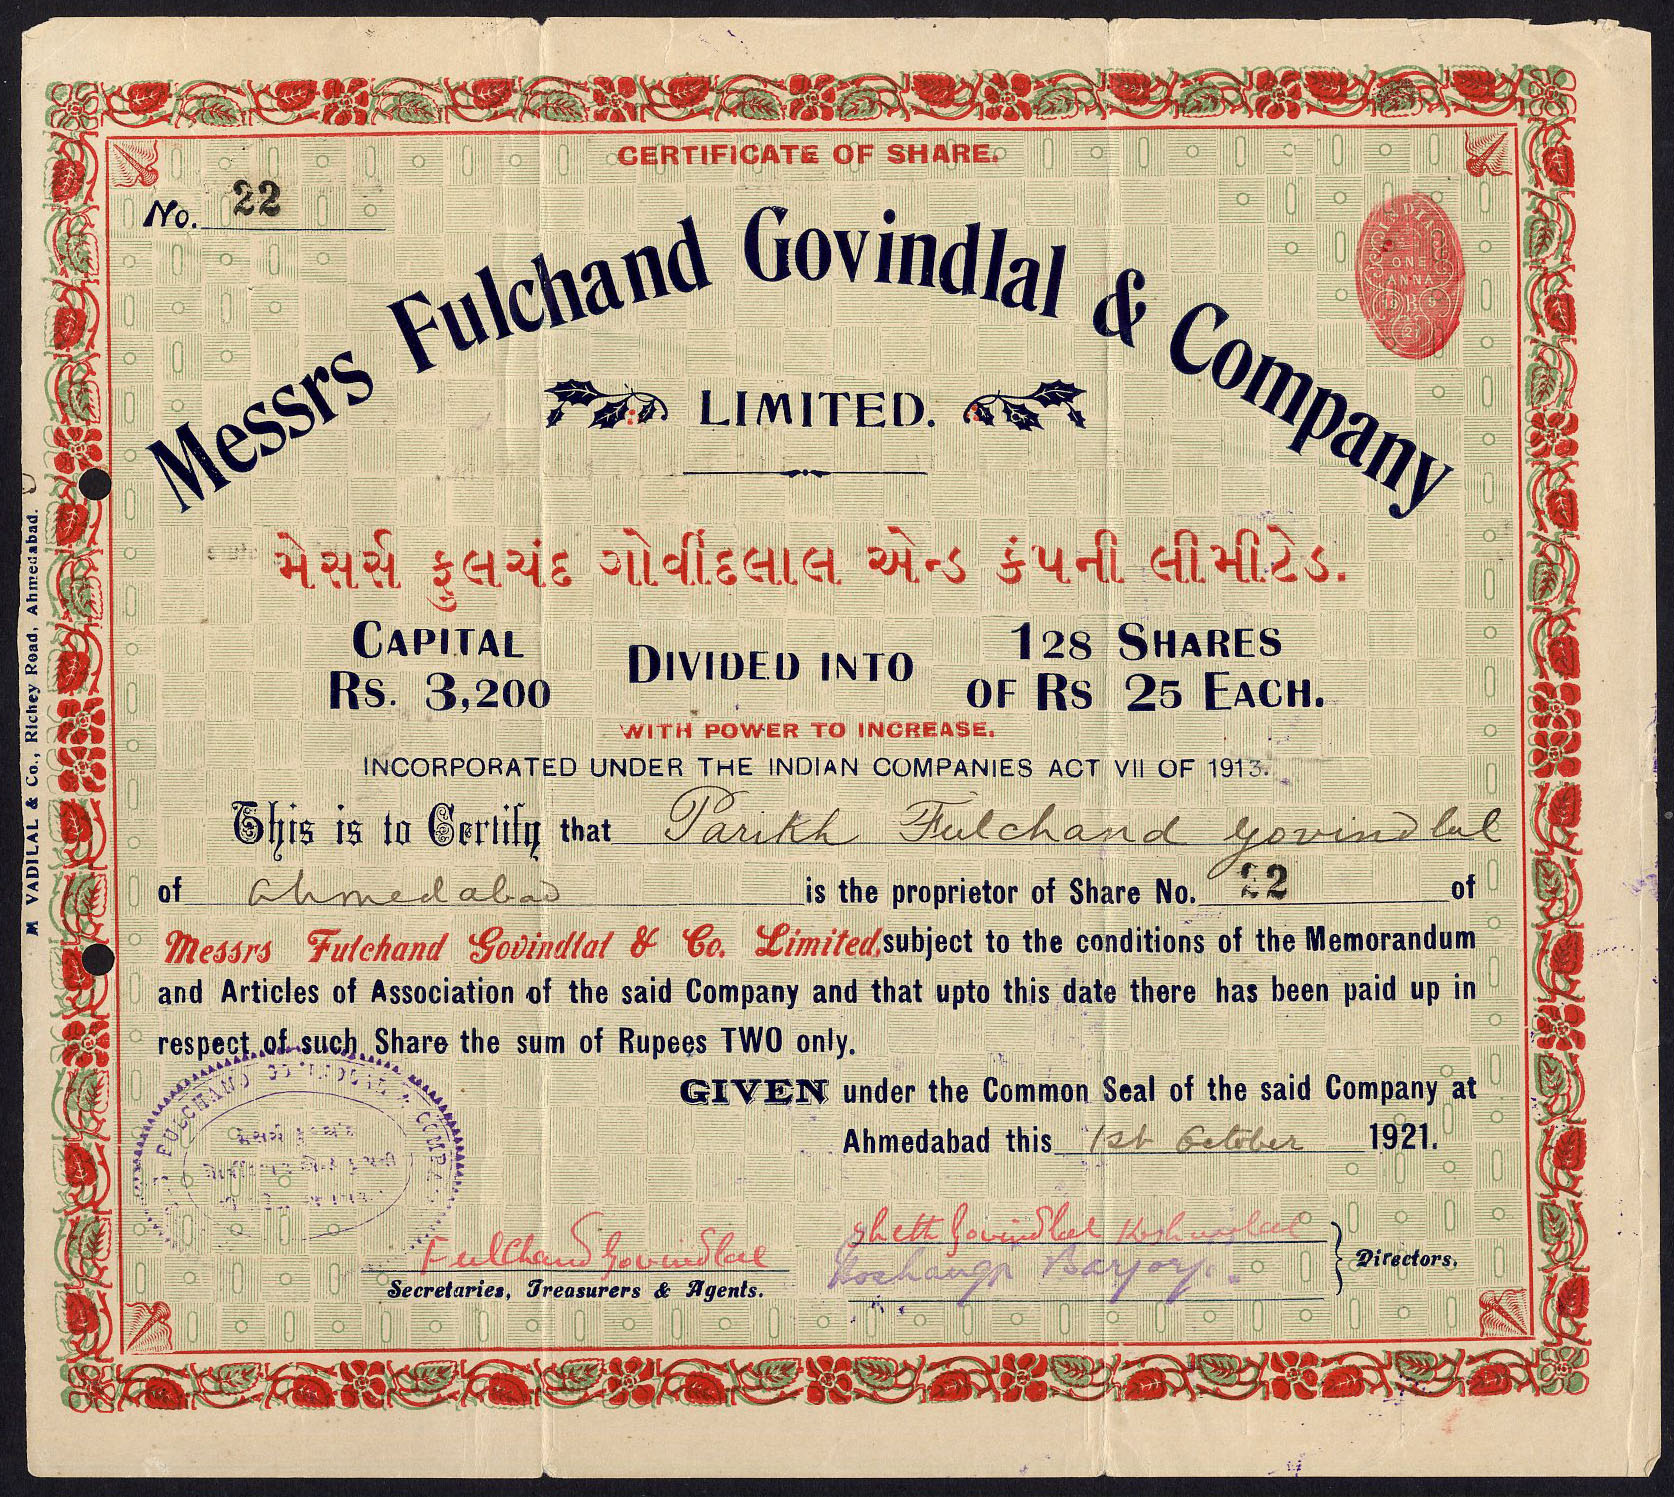 CERTIFICATE OF SHARE.
No. 22
INDIA
ONE
ANNA
Messrs Fulchand Govindlal & Company
LIMITED.
મેસર્સ ફુલચંદ ગોવીંદલાલ એન્ડ કંપની લીમીટેડ.
CAPITAL RS. 3,200 DIVIDED INTO 128 SHARES OF RS 25 EACH.
WITH POWER TO INCREASE.
INCORPORATED UNDER THE INDIAN COMPANIES ACT VII OF 1913.
This is to Certify that Parikh Fulchand Govindlal
of Ahmedabad is the proprietor of Share No. 22 of
Messrs Fulchand Govindlal & Co. Limited, subject to the conditions of the Memorandum
and Articles of Association of the said Company and that upto this date there has been paid up in
respect of such Share the sum of Rupees TWO only.
GIVEN under the Common Seal of the said Company at
Ahmedabad this 1st October 1921.
FULCHAND GOVINDLAL & COMPANY
Fulchand Govindlal
Secretaries, Treasurers & Agents.
Sheth Govindlal
Directors.
M VADILAL & Co., Richey Road, Ahmedabad.